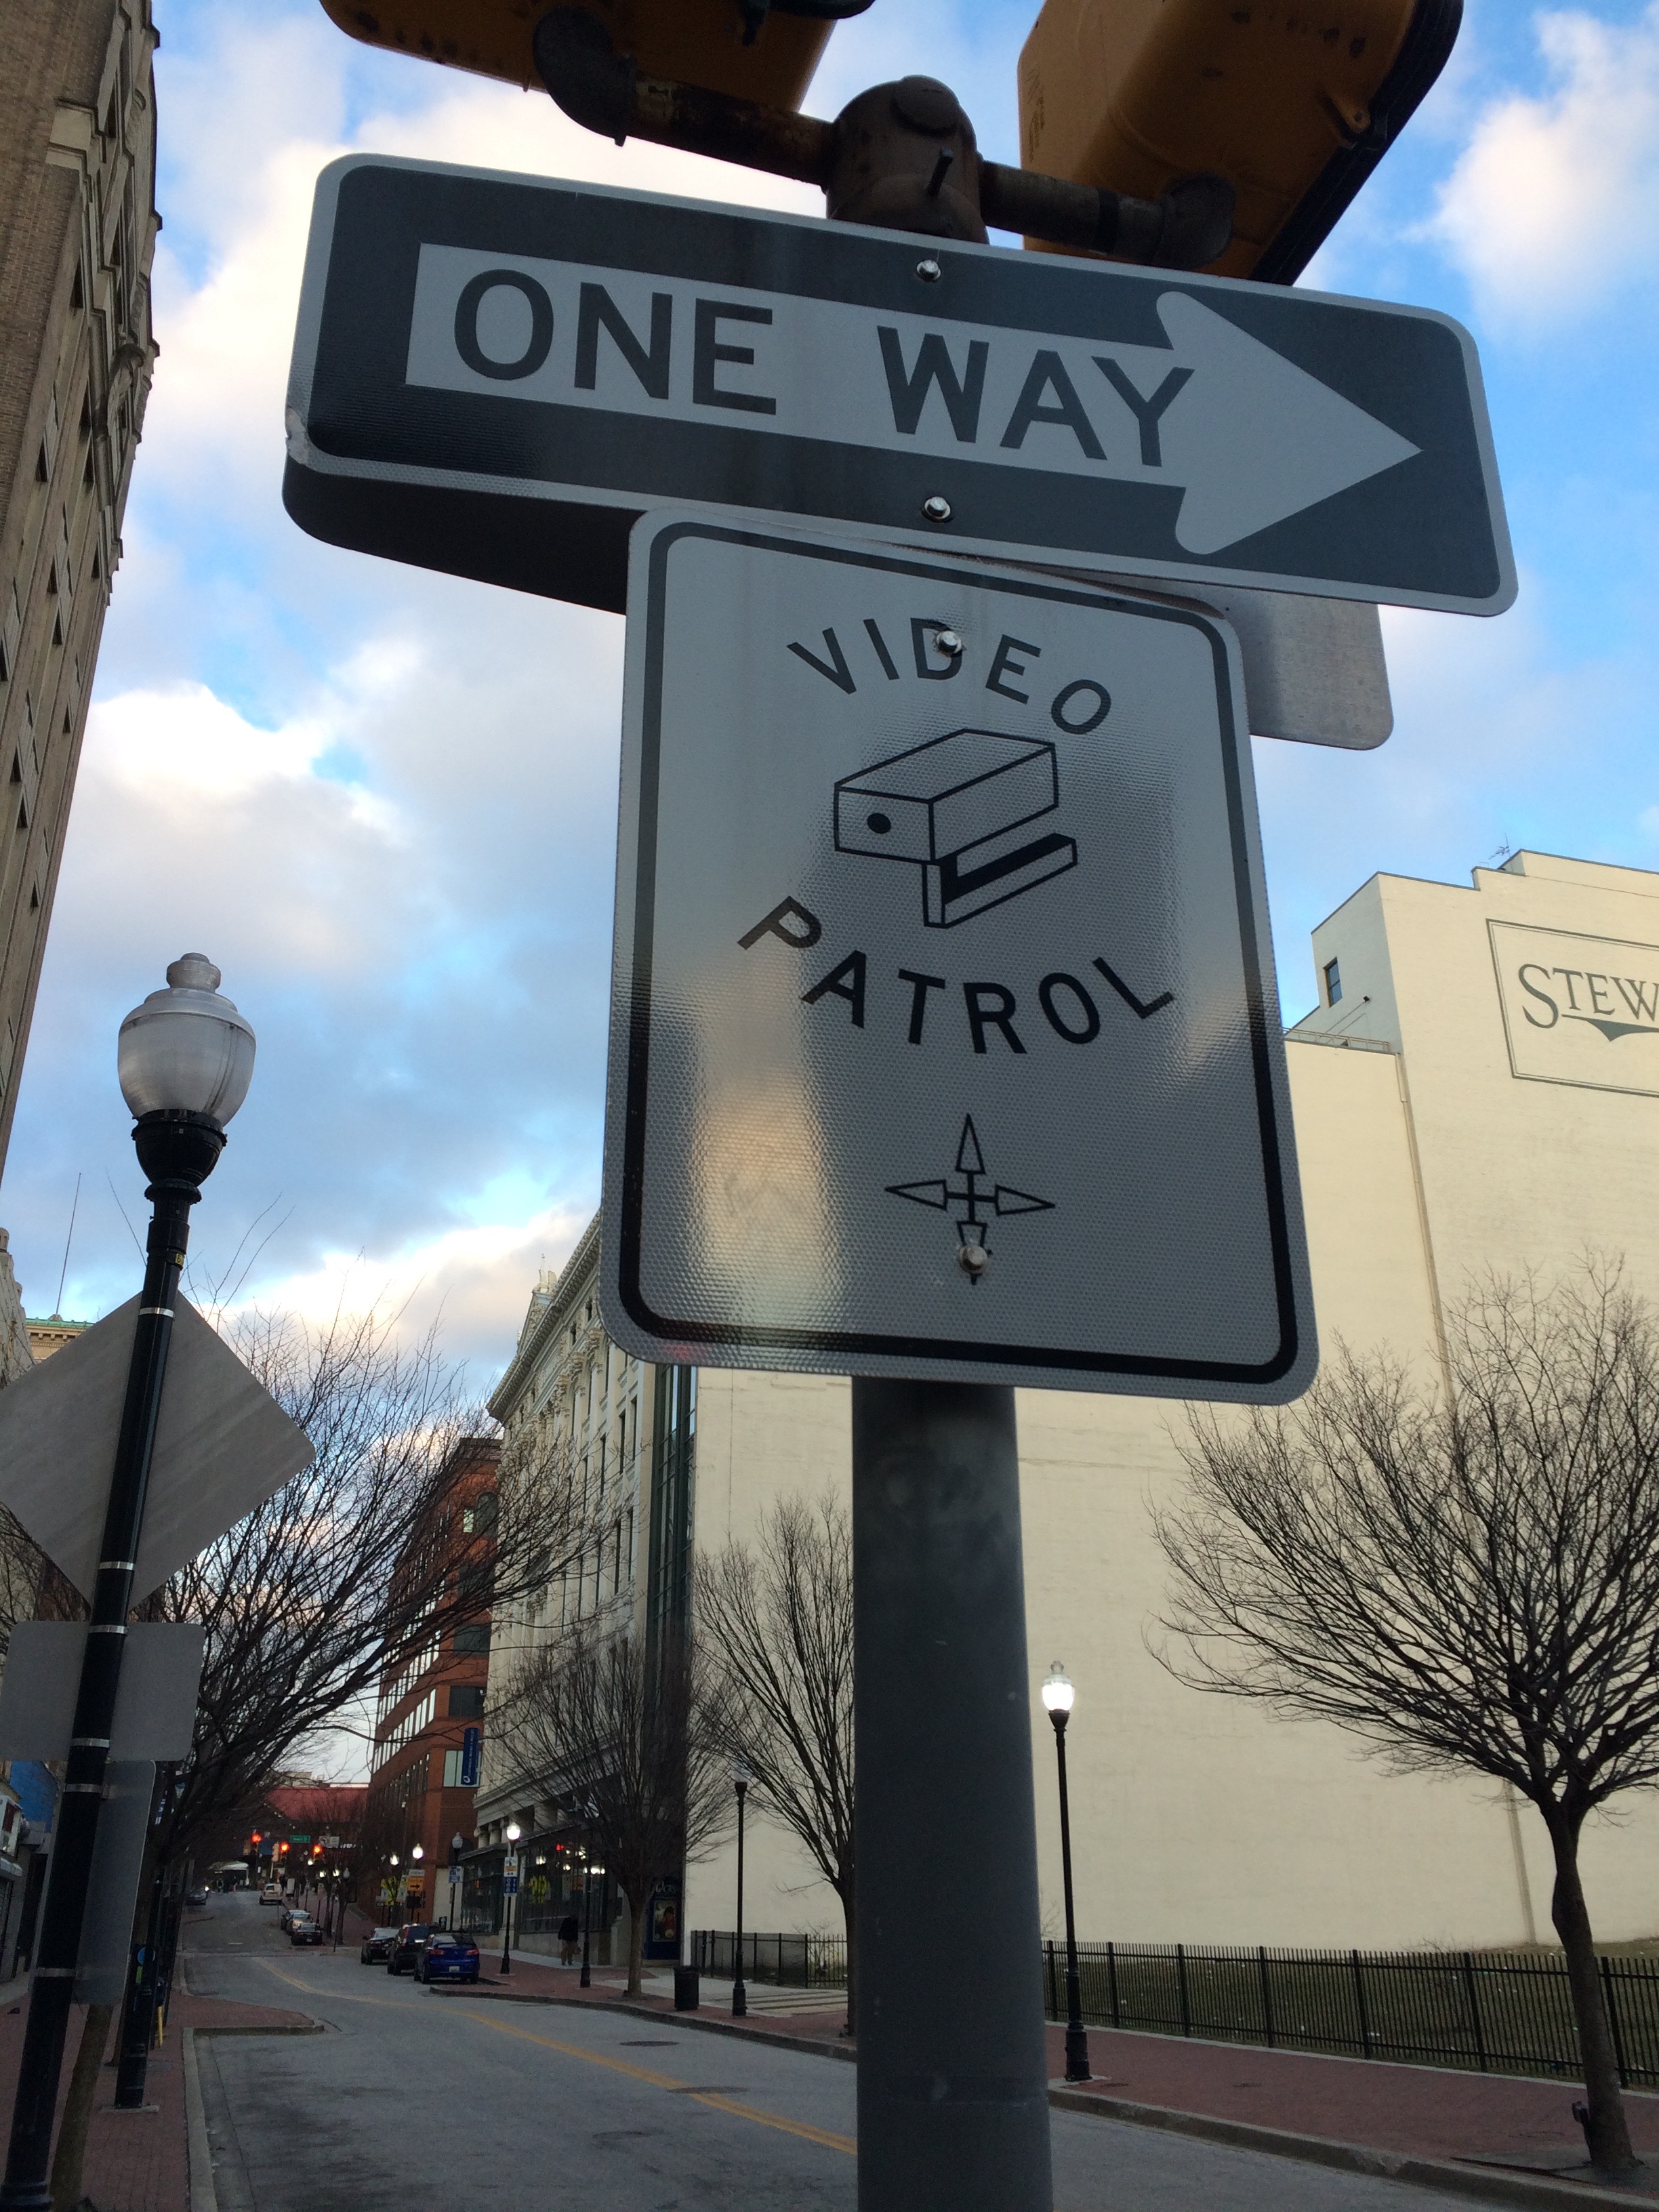 ONE WAY
VIDEO
PATROL
STEW